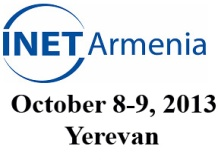 INET Armenia
October 8-9, 2013
Yerevan